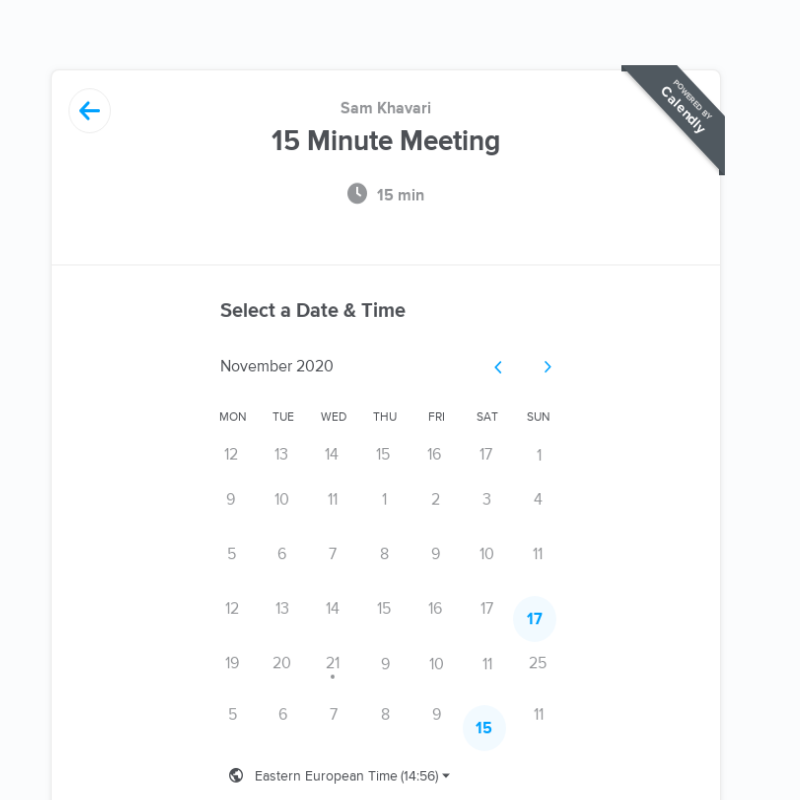 Sam Khavari
15 Minute Meeting
15 min
POWERED BY
Calendly
Select a Date & Time
November 2020
MON TUE WED THU FRI SAT SUN
12 13 14 15 16 17 1
9 10 11 1 2 3 4
5 6 7 8 9 10 11
12 13 14 15 16 17 17
19 20 21 9 10 11 25
5 6 7 8 9 15 11
Eastern European Time (14:56)